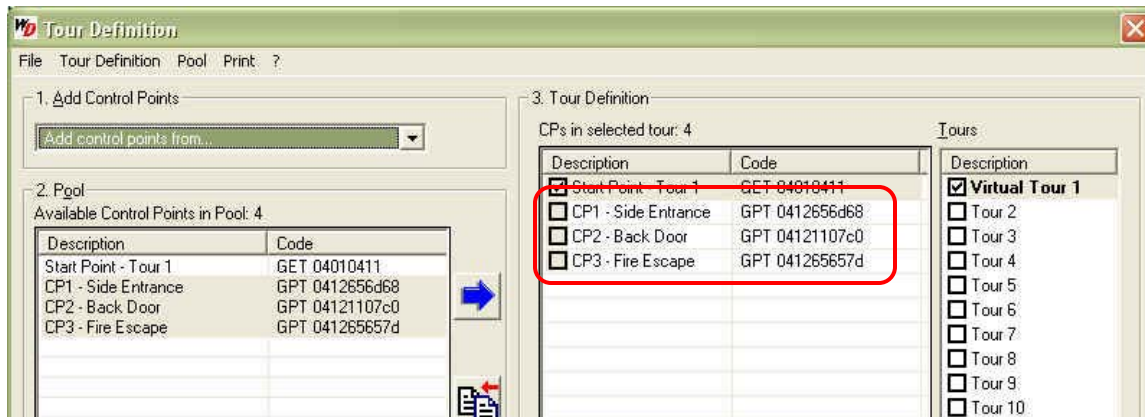 WD Tour Definition
File Tour Definition Pool Print ?
1. Add Control Points
Add control points from...
2. Pool
Available Control Points in Pool: 4
Description Code
Start Point - Tour 1 GET 04010411
CP1 - Side Entrance GPT 0412656d68
CP2 - Back Door GPT 04121107c0
CP3 - Fire Escape GPT 041265657d
3. Tour Definition
CPs in selected tour: 4
Description Code
Start Point - Tour 1 GET 04010411
CP1 - Side Entrance GPT 0412656d68
CP2 - Back Door GPT 04121107c0
CP3 - Fire Escape GPT 041265657d
Tours
Description
Virtual Tour 1
Tour 2
Tour 3
Tour 4
Tour 5
Tour 6
Tour 7
Tour 8
Tour 9
Tour 10